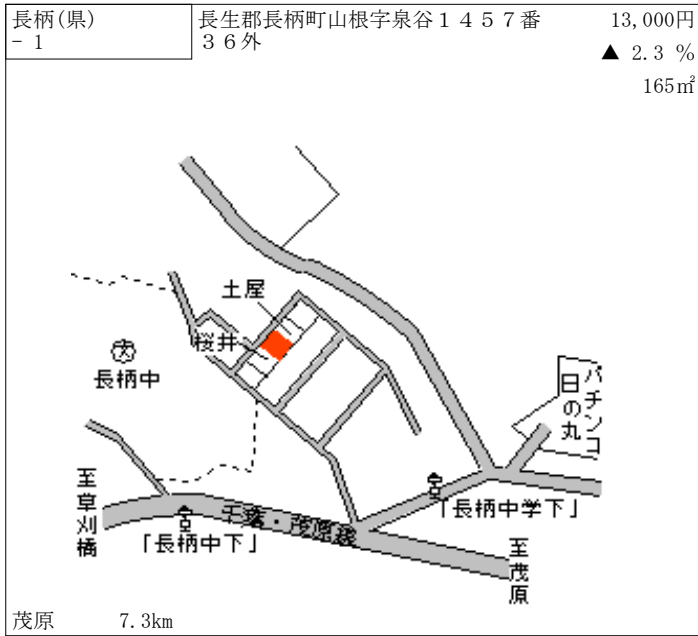 長柄(県)
- 1
長生郡長柄町山根字泉谷１４５７番
３６外
13,000円
▲ 2.3 %
165㎡
土屋
桜井
長柄中
パチンコ
日の丸
至草刈橋
千葉・茂原線
「長柄中下」
「長柄中学下」
至茂原
茂原 7.3km